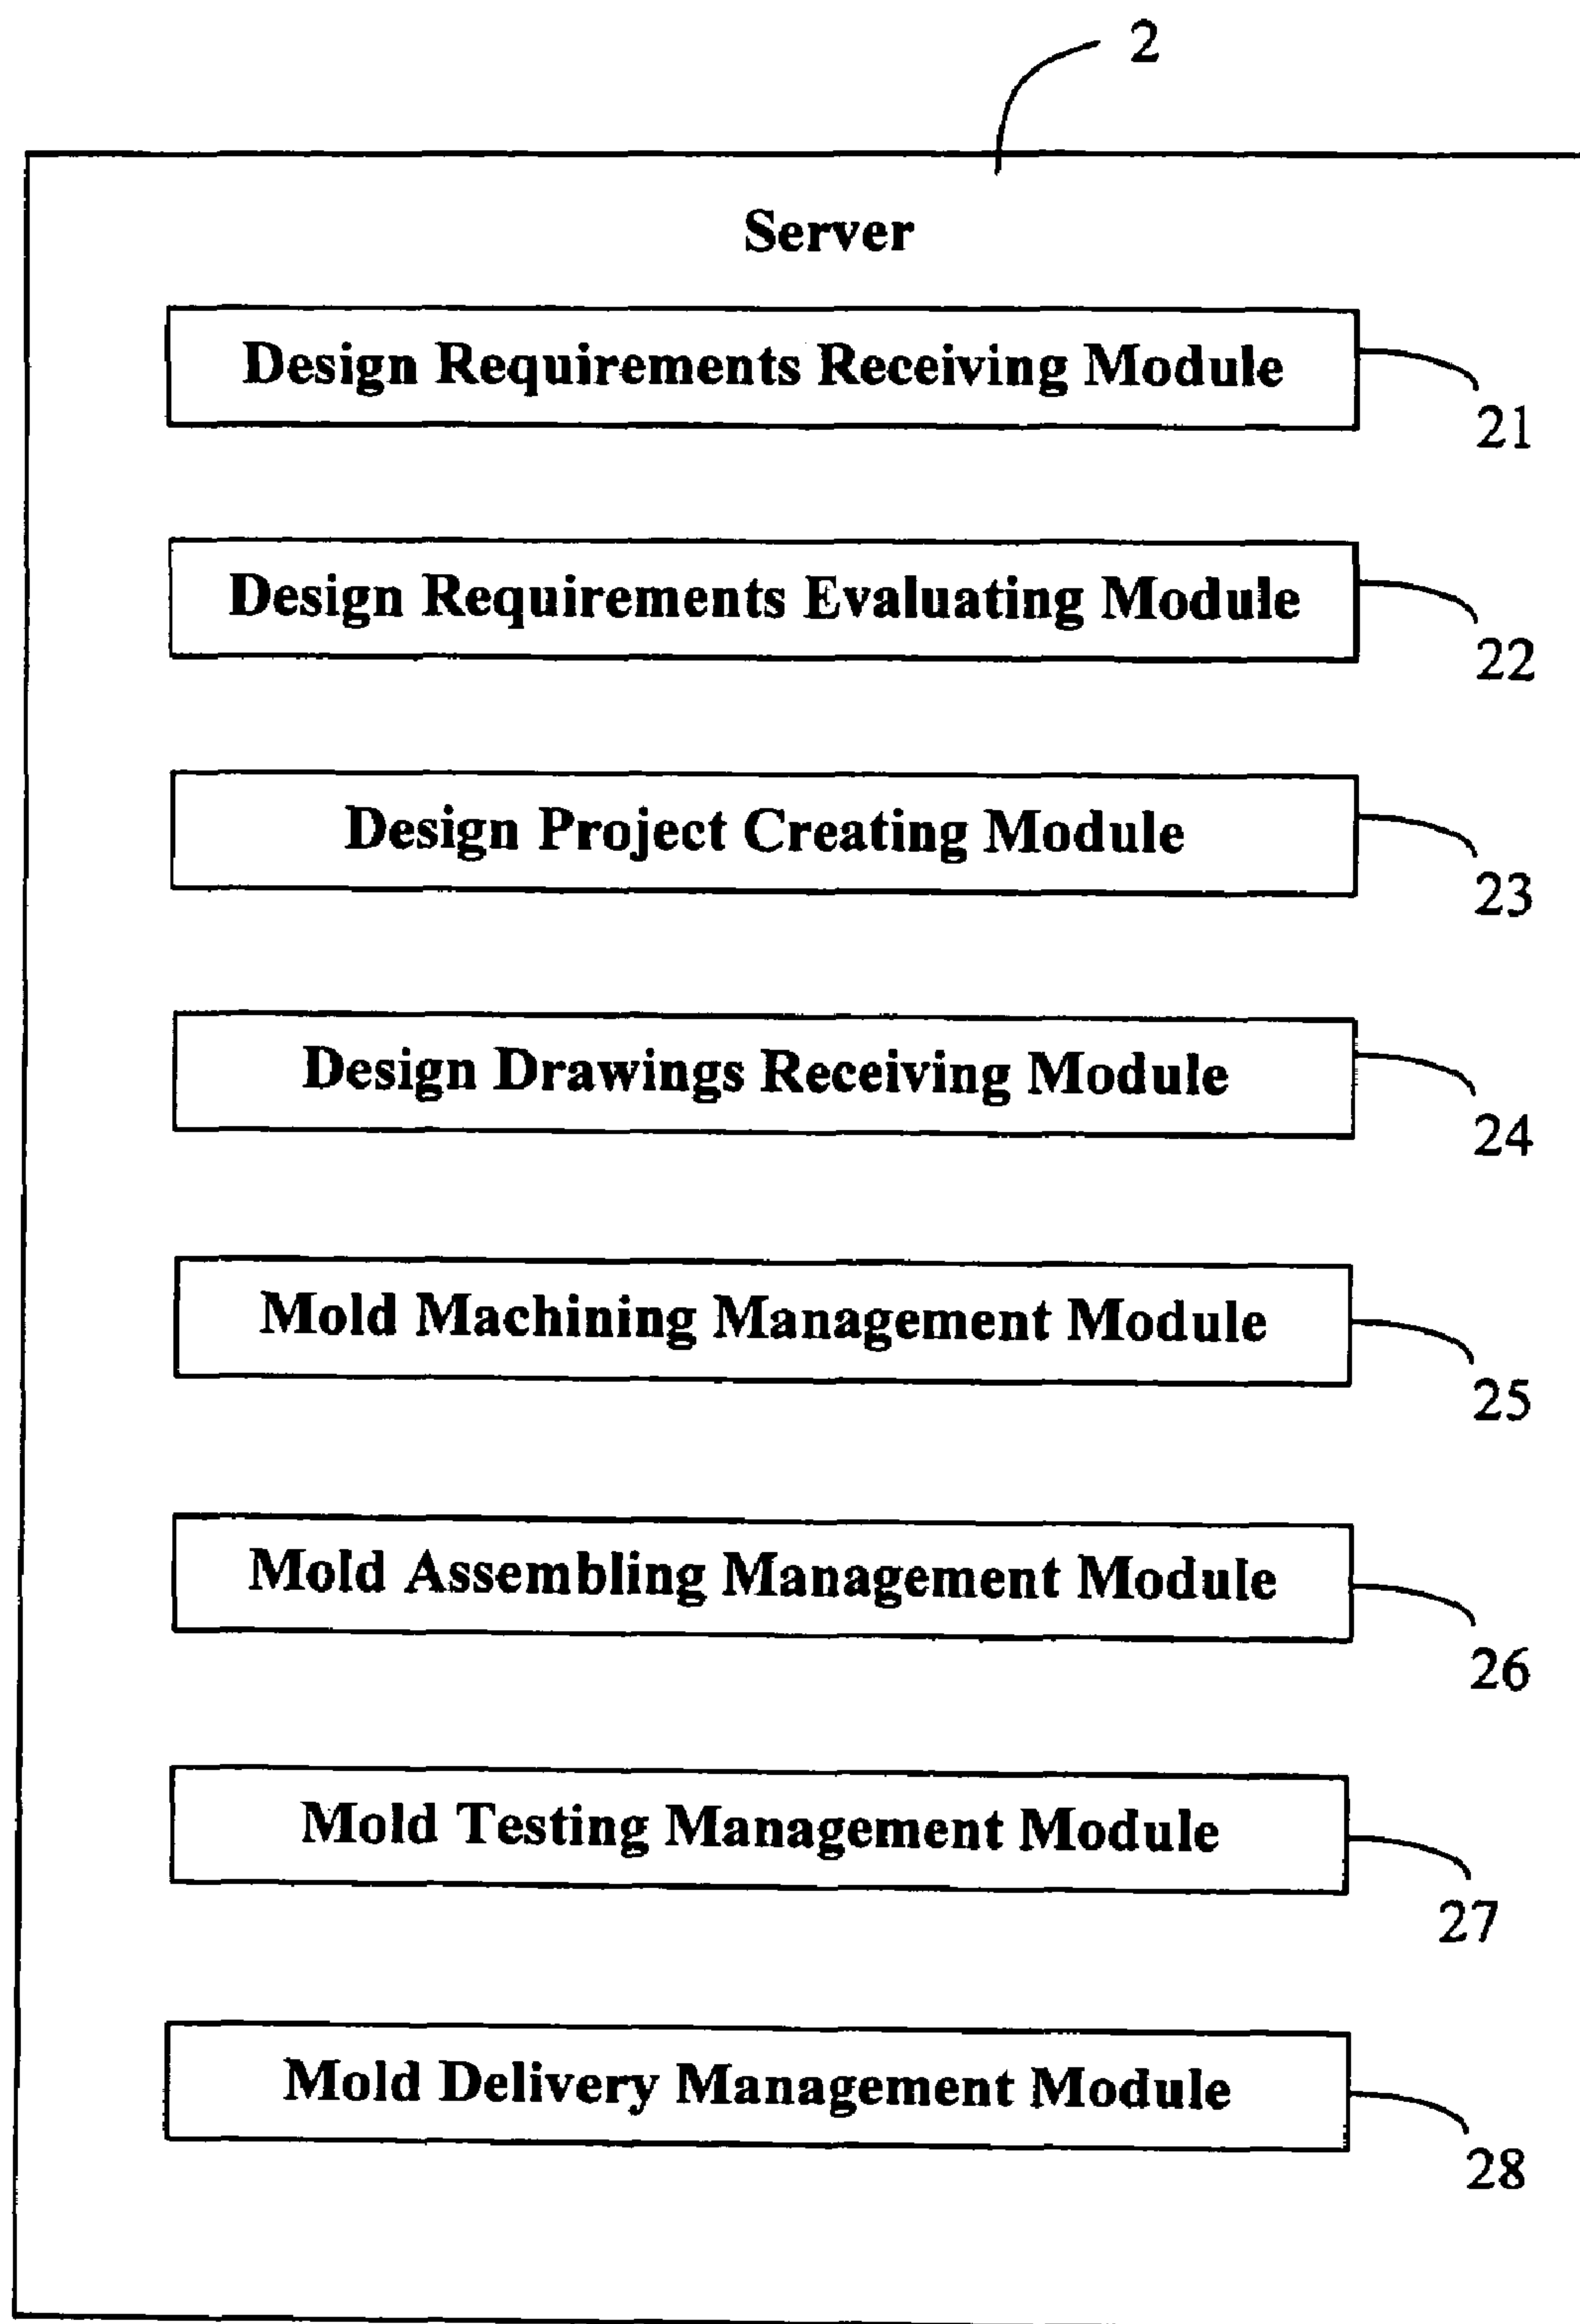 2
Server
Design Requirements Receiving Module
21
Design Requirements Evaluating Module
22
Design Project Creating Module
23
Design Drawings Receiving Module
24
Mold Machining Management Module
25
Mold Assembling Management Module
26
Mold Testing Management Module
27
Mold Delivery Management Module
28